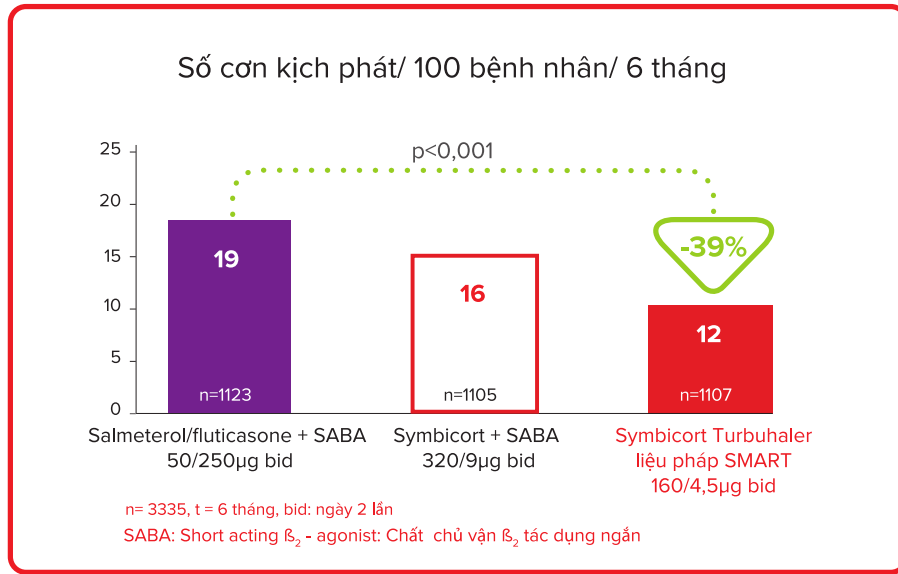 Số cơn kịch phát/ 100 bệnh nhân/ 6 tháng
p<0,001
25
20
15
10
5
0
19
n=1123
16
n=1105
-39%
12
n=1107
Salmeterol/fluticasone + SABA
50/250µg bid
Symbicort + SABA
320/9µg bid
Symbicort Turbuhaler
liệu pháp SMART
160/4,5µg bid
n= 3335, t = 6 tháng, bid: ngày 2 lần
SABA: Short acting ß₂ - agonist: Chất chủ vận ß₂ tác dụng ngắn